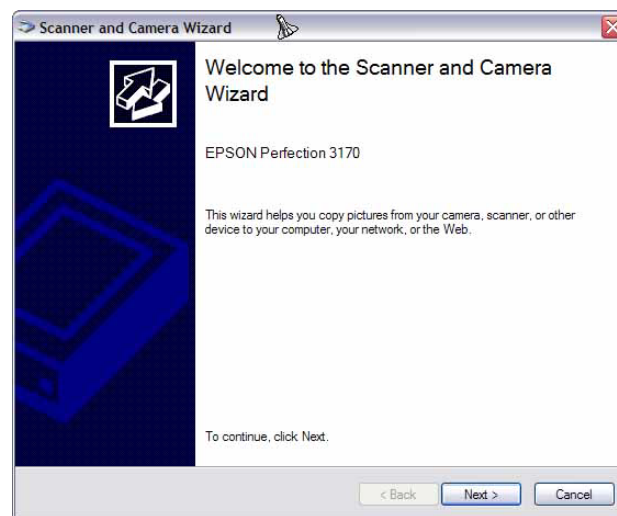 Scanner and Camera Wizard
Welcome to the Scanner and Camera
Wizard
EPSON Perfection 3170
This wizard helps you copy pictures from your camera, scanner, or other
device to your computer, your network, or the Web.
To continue, click Next.
< Back Next > Cancel